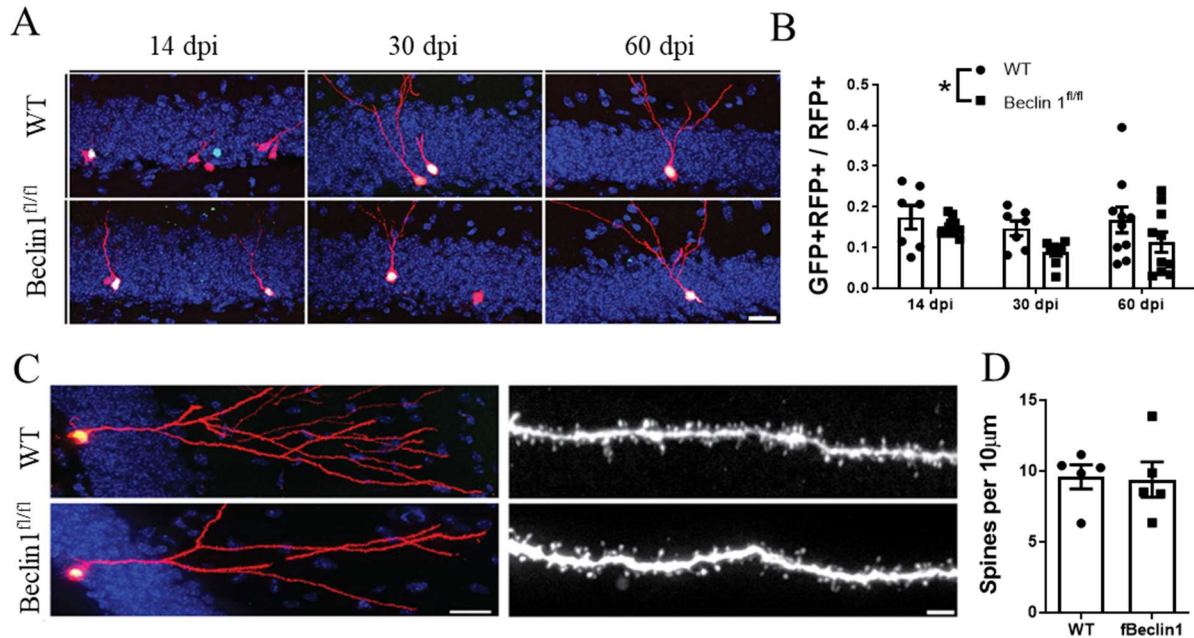 A
14 dpi 30 dpi 60 dpi
WT
Beclin1fl/fl
B
* WT
Beclin 1fl/fl
GFP+RFP+ / RFP+
0.5
0.4
0.3
0.2
0.1
0.0
14 dpi 30 dpi 60 dpi
C
WT
Beclin1fl/fl
D
Spines per 10μm
15
10
5
0
WT fBeclin1